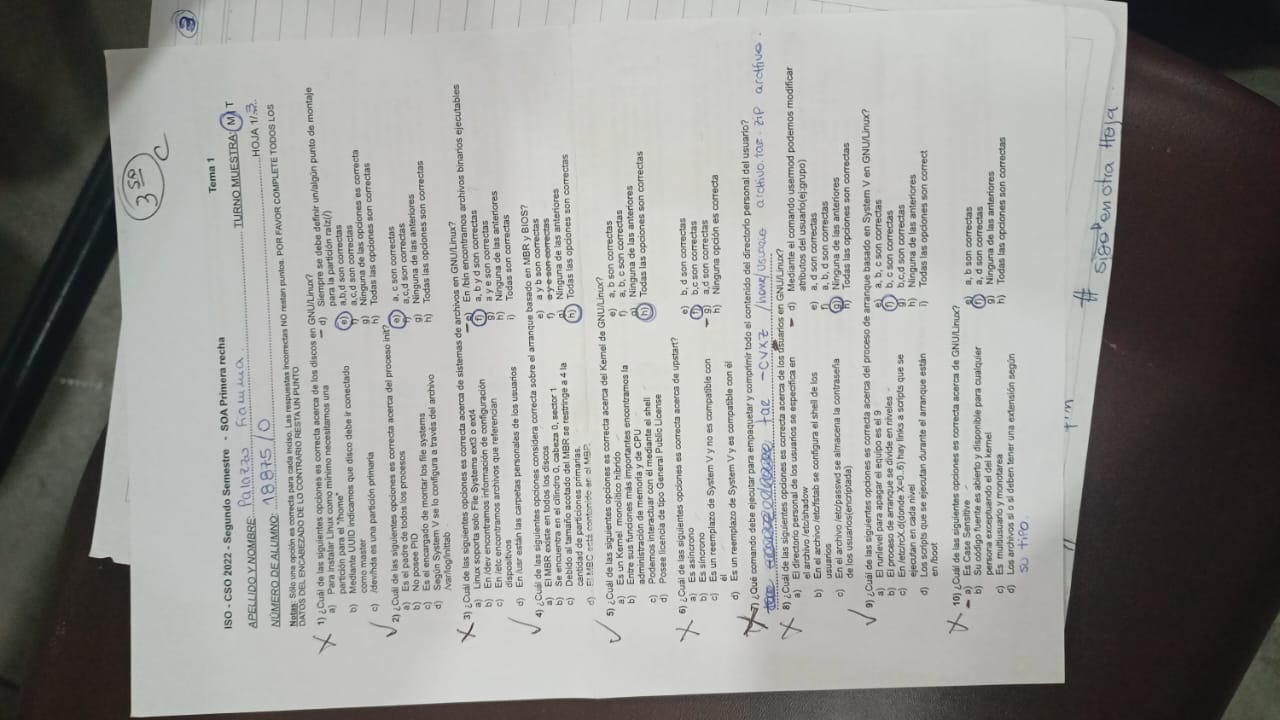 3 50
C
3
Tema 1
ISO - CSO 2022 - Segundo Semestre - SOA Primera recha
APELLIDO Y NOMBRE: Palazzo Fiamma
TURNO MUESTRA: M T
NÚMERO DE ALUMNO: 18875/0
HOJA 1/3
Notas: Sólo una opción es correcta para cada inciso. Las respuestas incorrectas NO restan puntos. POR FAVOR COMPLETE TODOS LOS
DATOS DEL ENCABEZADO DE LO CONTRARIO RESTA UN PUNTO
1) ¿Cuál de las siguientes opciones es correcta acerca de los discos en GNU/Linux?
a) Para instalar Linux como mínimo necesitamos una
partición para el "/home"
b) Mediante UUID indicamos que disco debe ir conectado
como master
c) /dev/hda es una partición primaria
d) Siempre se debe definir un/algún punto de montaje
para la partición raíz(/)
e) a,b,d son correctas
f) a,c,d son correctas
g) Ninguna de las opciones es correcta
h) Todas las opciones son correctas
2) ¿Cuál de las siguientes opciones es correcta acerca del proceso init?
a) Es el padre de todos los procesos
b) No posee PID
c) Es el encargado de montar los file systems
d) Según System V se lo configura a través del archivo
/var/log/inittab
e) a, c son correctas
f) a,c,d son correctas
g) Ninguna de las anteriores
h) Todas las opciones son correctas
3) ¿Cuál de las siguientes opciones es correcta acerca de sistemas de archivos en GNU/Linux?
a) Linux soporta solo File Systems ext3 o ext4
b) En /dev encontramos información de configuración
c) En /etc encontramos archivos que referencian
dispositivos
d) En /usr están las carpetas personales de los usuarios
e) En /bin encontramos archivos binarios ejecutables
f) a, b y d son correctas
g) a y e son correctas
h) Ninguna de las anteriores
i) Todas son correctas
4) ¿Cuál de las siguientes opciones considera correcta sobre el arranque basado en MBR y BIOS?
a) El MBR existe en todos los discos
b) Se encuentra en el cilindro 0, cabeza 0, sector 1
c) Debido al tamaño acotado del MBR se restringe a 4 la
cantidad de particiones primarias.
d) El MBC está contenido en el MBR
e) a y b son correctas
f) a y e son correctas
g) Ninguna de las anteriores
h) Todas las opciones son correctas
5) ¿Cuál de las siguientes opciones es correcta acerca del Kernel de GNU/Linux?
a) Es un Kernel monolítico híbrido
b) Entre sus funciones más importantes encontramos la
administración de memoria y de CPU
c) Podemos interactuar con él mediante el shell
d) Posee licencia de tipo General Public License
e) a, b son correctas
f) a, b, c son correctas
g) Ninguna de las anteriores
h) Todas las opciones son correctas
6) ¿Cuál de las siguientes opciones es correcta acerca de upstart?
a) Es asíncrono
b) Es síncrono
c) Es un reemplazo de System V y no es compatible con
él
d) Es un reemplazo de System V y es compatible con él
e) b, d son correctas
f) b,c son correctas
g) a,d son correctas
h) Ninguna opción es correcta
7) ¿Qué comando debe ejecutar para empaquetar y comprimir todo el contenido del directorio personal del usuario?
tar -cvxz /home/usuario archivo.tar.zip archivo.
8) ¿Cuál de las siguientes opciones es correcta acerca de los usuarios en GNU/Linux?
a) El directorio personal de los usuarios se especifica en
el archivo /etc/shadow
b) En el archivo /etc/fstab se configura el shell de los
usuarios
c) En el archivo /etc/passwd se almacena la contraseña
de los usuarios(encriptada)
d) Mediante el comando usermod podemos modificar
atributos del usuario(ej:grupo)
e) a, d son correctas
f) a, b, d son correctas
g) Ninguna de las anteriores
h) Todas las opciones son correctas
9) ¿Cuál de las siguientes opciones es correcta acerca del proceso de arranque basado en System V en GNU/Linux?
a) El runlevel para apagar el equipo es el 9
b) El proceso de arranque se divide en niveles
c) En /etc/rcX.d(donde X=0..6) hay links a scripts que se
ejecutan en cada nivel
d) Los scripts que se ejecutan durante el arranque están
en /boot
e) a, b, c son correctas
f) b, c son correctas
g) b,c,d son correctas
h) Ninguna de las anteriores
i) Todas las opciones son correct
10) ¿Cuál de las siguientes opciones es correcta acerca de GNU/Linux?
a) Es Case Sensitive
b) Su código fuente es abierto y disponible para cualquier
persona exceptuando el del kernel
c) Es multiusuario y monotarea
d) Los archivos si o si deben tener una extensión según
su tipo.
e) a, b son correctas
f) a, d son correctas
g) Ninguna de las anteriores
h) Todas las opciones son correctas
fin
# sigo en otra Hoja